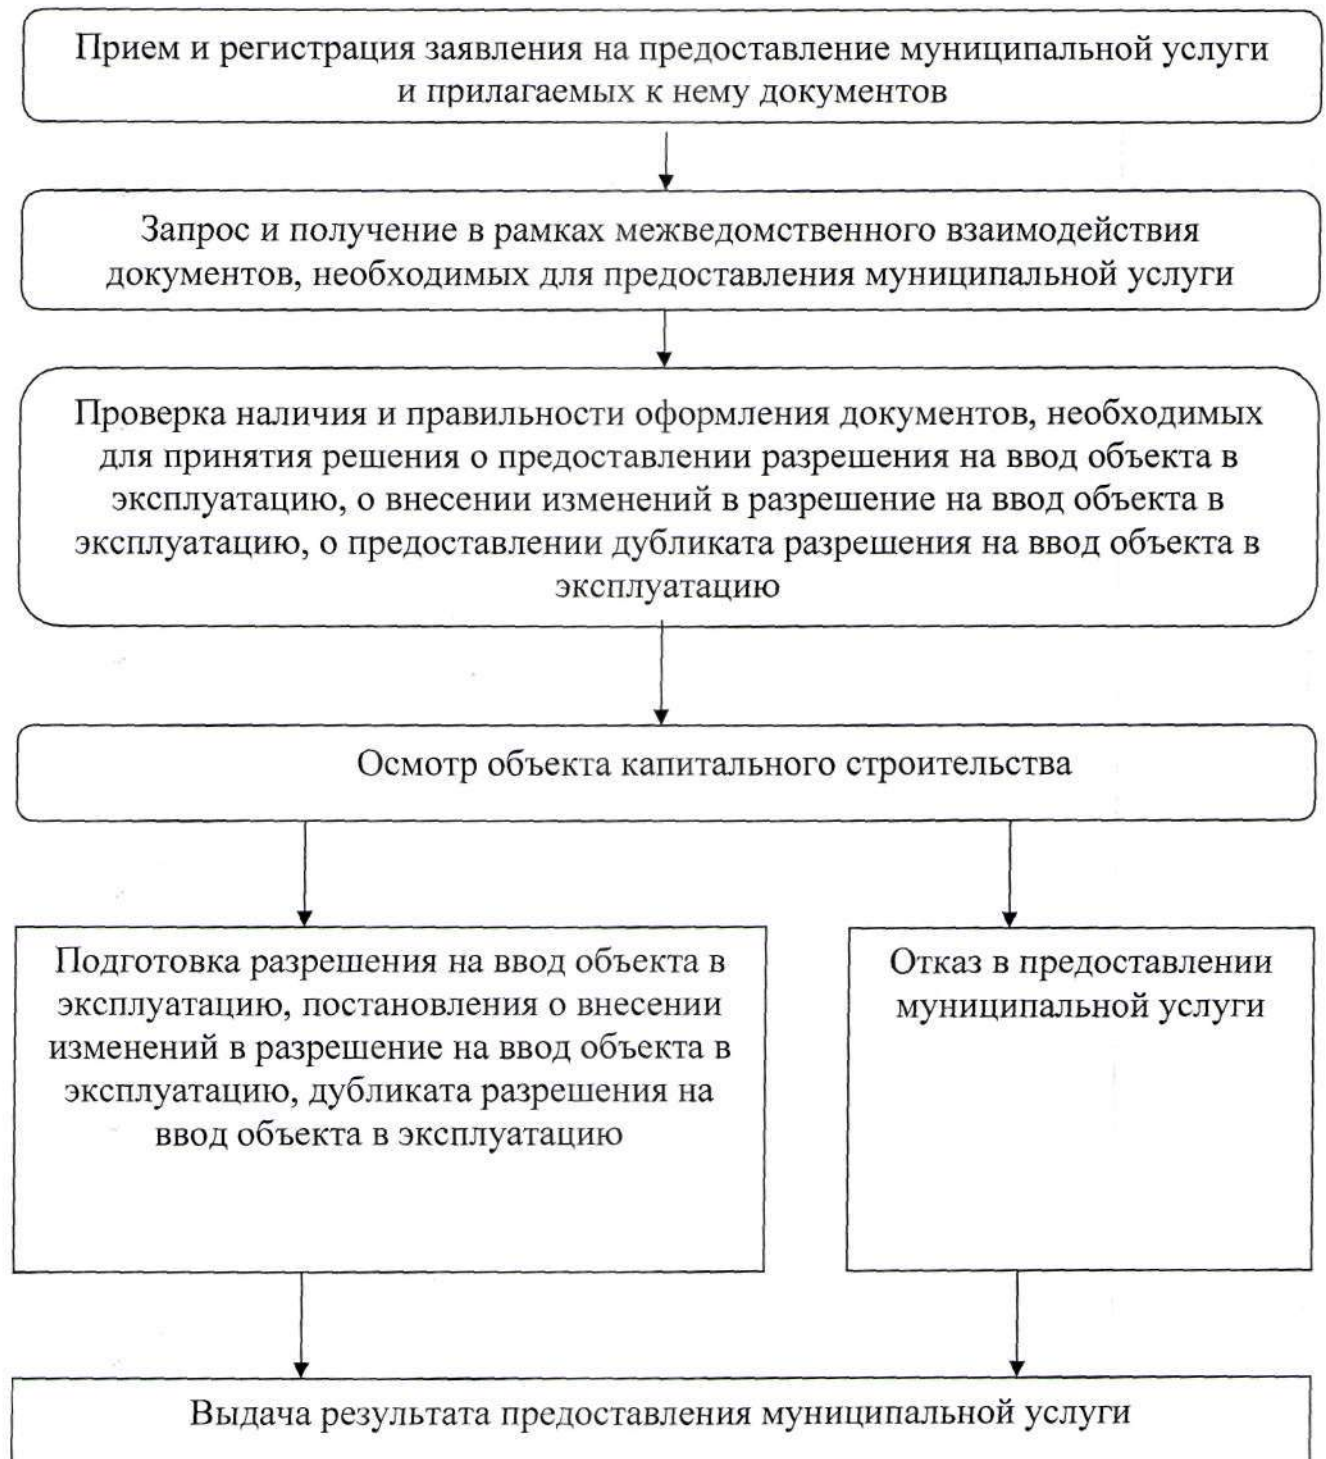 Прием и регистрация заявления на предоставление муниципальной услуги
и прилагаемых к нему документов
Запрос и получение в рамках межведомственного взаимодействия
документов, необходимых для предоставления муниципальной услуги
Проверка наличия и правильности оформления документов, необходимых
для принятия решения о предоставлении разрешения на ввод объекта в
эксплуатацию, о внесении изменений в разрешение на ввод объекта в
эксплуатацию, о предоставлении дубликата разрешения на ввод объекта в
эксплуатацию
Осмотр объекта капитального строительства
Подготовка разрешения на ввод объекта в
эксплуатацию, постановления о внесении
изменений в разрешение на ввод объекта в
эксплуатацию, дубликата разрешения на
ввод объекта в эксплуатацию
Отказ в предоставлении
муниципальной услуги
Выдача результата предоставления муниципальной услуги